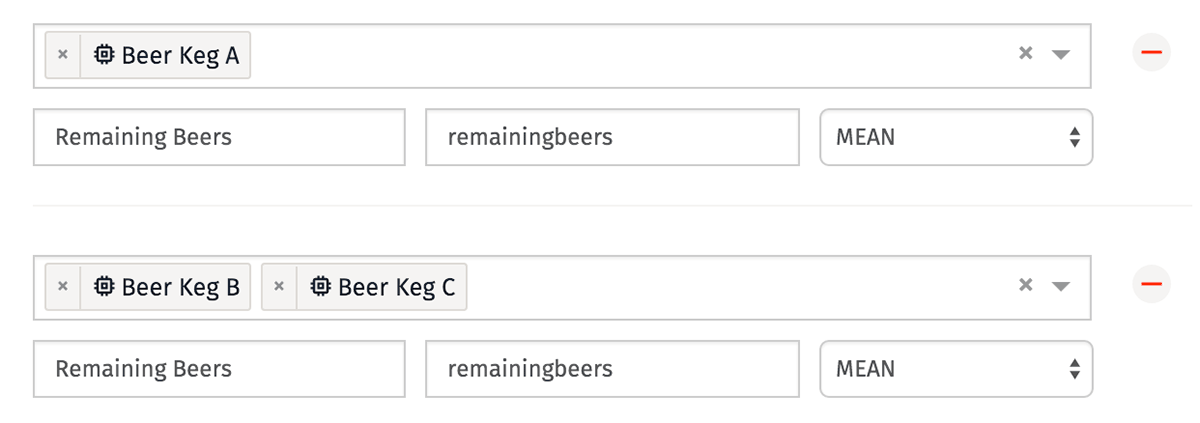 × Beer Keg A ×
Remaining Beers remainingbeers MEAN
× Beer Keg B × Beer Keg C ×
Remaining Beers remainingbeers MEAN